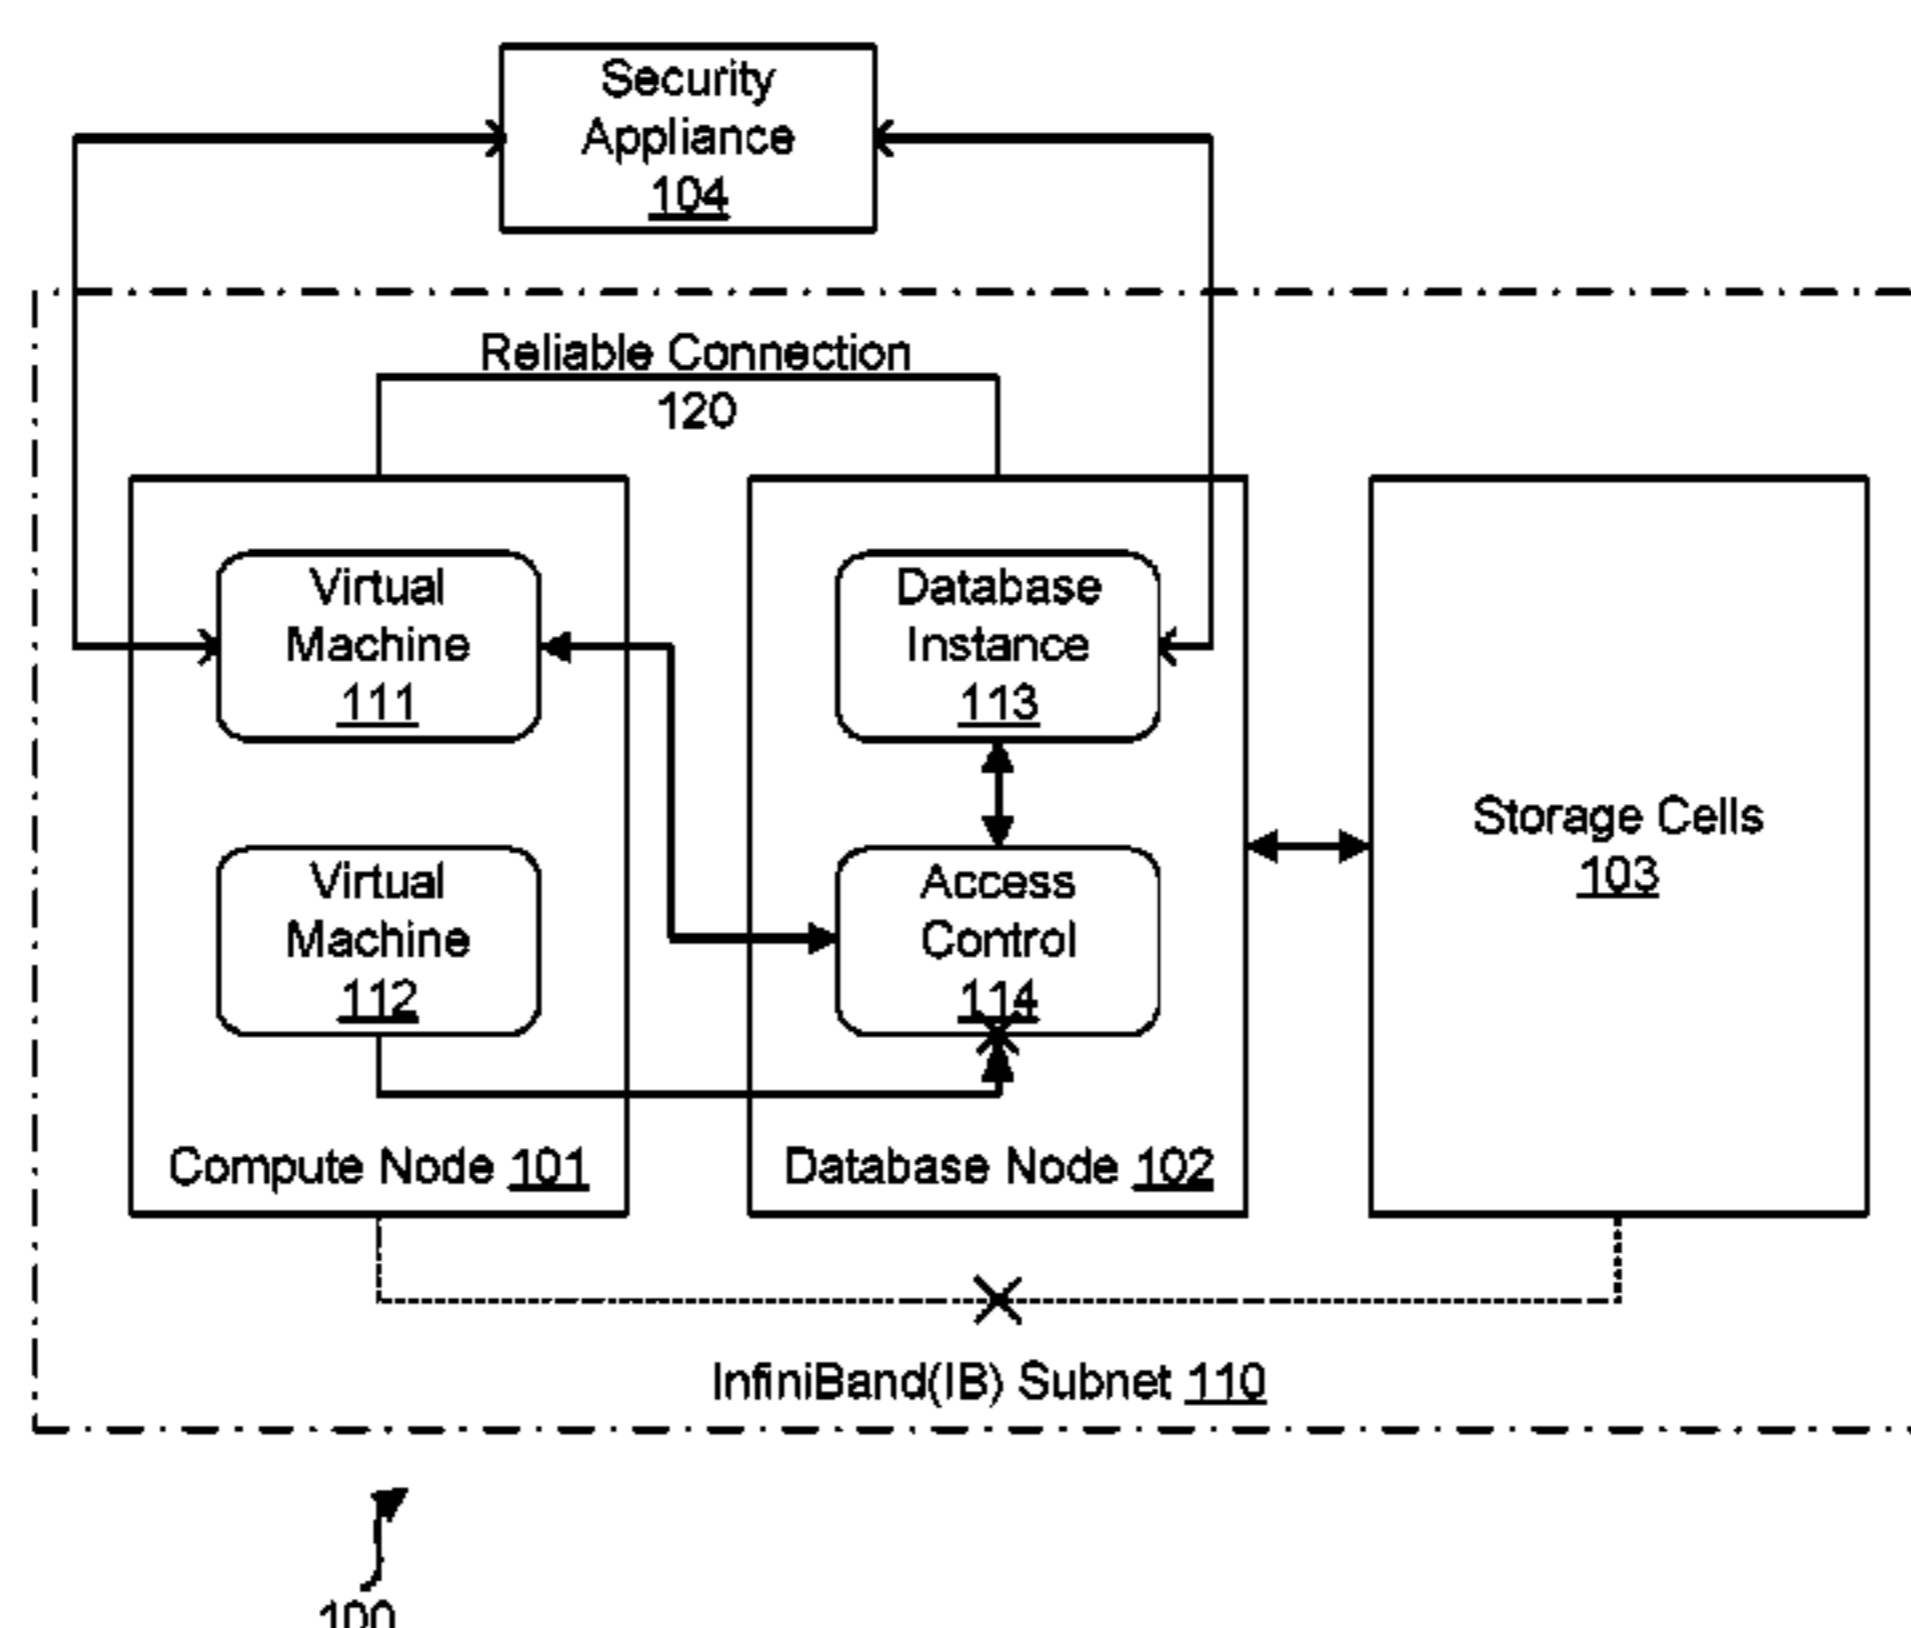 Security
Appliance
104
Reliable Connection
120
Virtual
Machine
111
Database
Instance
113
Virtual
Machine
112
Access
Control
114
Storage Cells
103
Compute Node 101
Database Node 102
InfiniBand(IB) Subnet 110
100